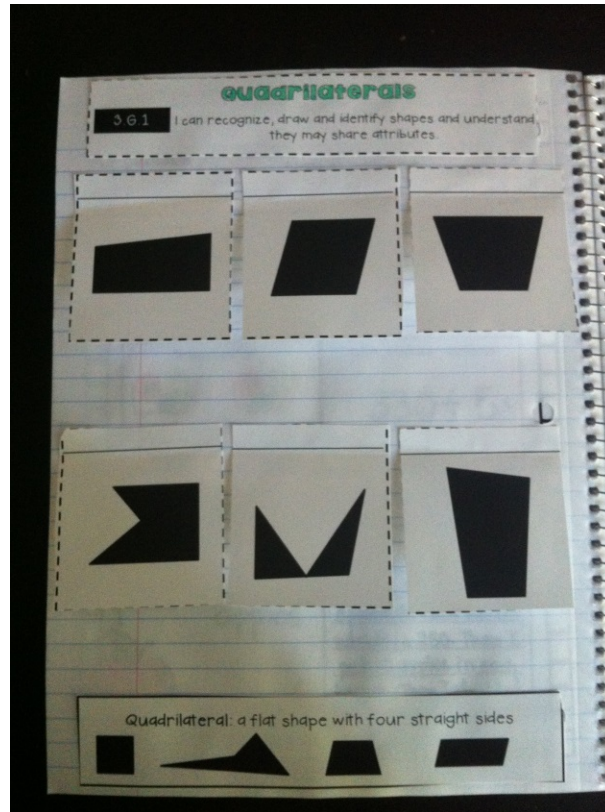 Quadrilaterals
3.G.1
I can recognize, draw and identify shapes and understand
they may share attributes.
Quadrilateral: a flat shape with four straight sides